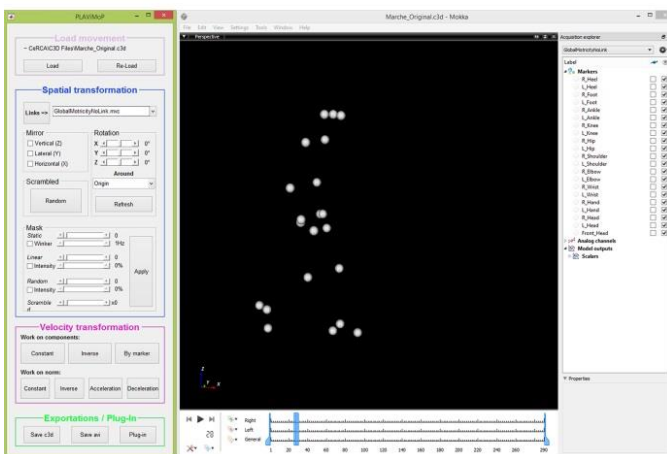 PLAViMoP
Load movement
~ CeRCA\C3D Files\Marche_Original.c3d
Load
Re-Load
Spatial transformation
Links =>
GlobalMetricityNoLink.mvc
Mirror
Vertical (Z)
Lateral (Y)
Horizontal (X)
Rotation
X 0°
Y 0°
Z 0°
Around
Origin
Refresh
Scrambled
Random
Mask
Static 0
Winker 1Hz
Linear 0
Intensity 0%
Random 0
Intensity 0%
Scramble x0
d
Apply
Velocity transformation
Work on components:
Constant
Inverse
By marker
Work on norm:
Constant
Inverse
Acceleration
Deceleration
Exportations / Plug-in
Save c3d
Save avi
Plug-in
Marche_Original.c3d - Mokka
File Edit View Settings Tools Window Help
Perspective
Z
Y X
28
Right
Left
General
1 20 40 60 80 100 120 140 160 180 200 220 240 260 290
Acquisition explorer
GlobalMetricityNoLink
Label
Markers
R_Heel
L_Heel
R_Foot
L_Foot
R_Ankle
L_Ankle
R_Knee
L_Knee
R_Hip
L_Hip
R_Shoulder
L_Shoulder
R_Elbow
L_Elbow
R_Wrist
L_Wrist
R_Hand
L_Hand
R_Head
L_Head
Front_Head
Analog channels
Model outputs
Scalars
Properties